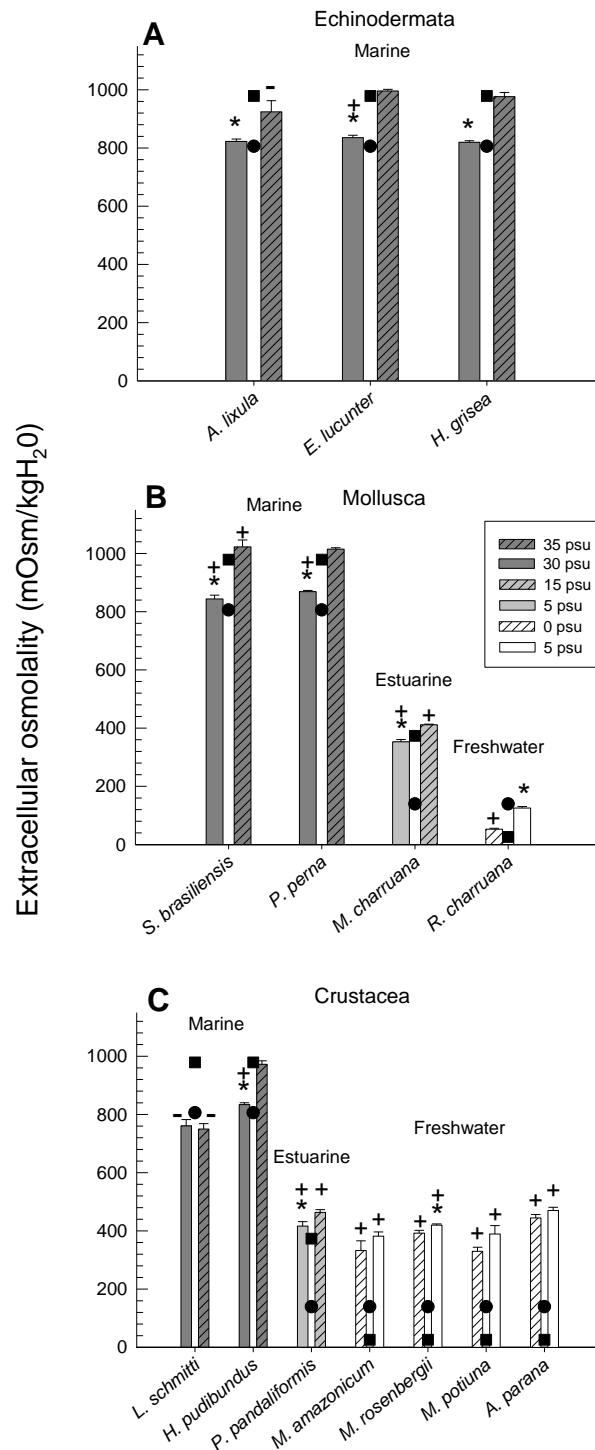 Echinodermata
A
Marine
1000
800
600
400
200
0
A. lixula
E. lucunter
H. grisea
Extracellular osmolality (mOsm/kgH20)
B
Marine
Mollusca
1000
800
600
400
200
0
35 psu
30 psu
15 psu
5 psu
0 psu
5 psu
Estuarine
Freshwater
S. brasiliensis
P. perna
M. charruana
R. charruana
C
Crustacea
Marine
1000
800
600
400
200
0
Estuarine
Freshwater
L. schmitti
H. pudibundus
P. pandaliformis
M. amazonicum
M. rosenbergii
M. potiuna
A. parana